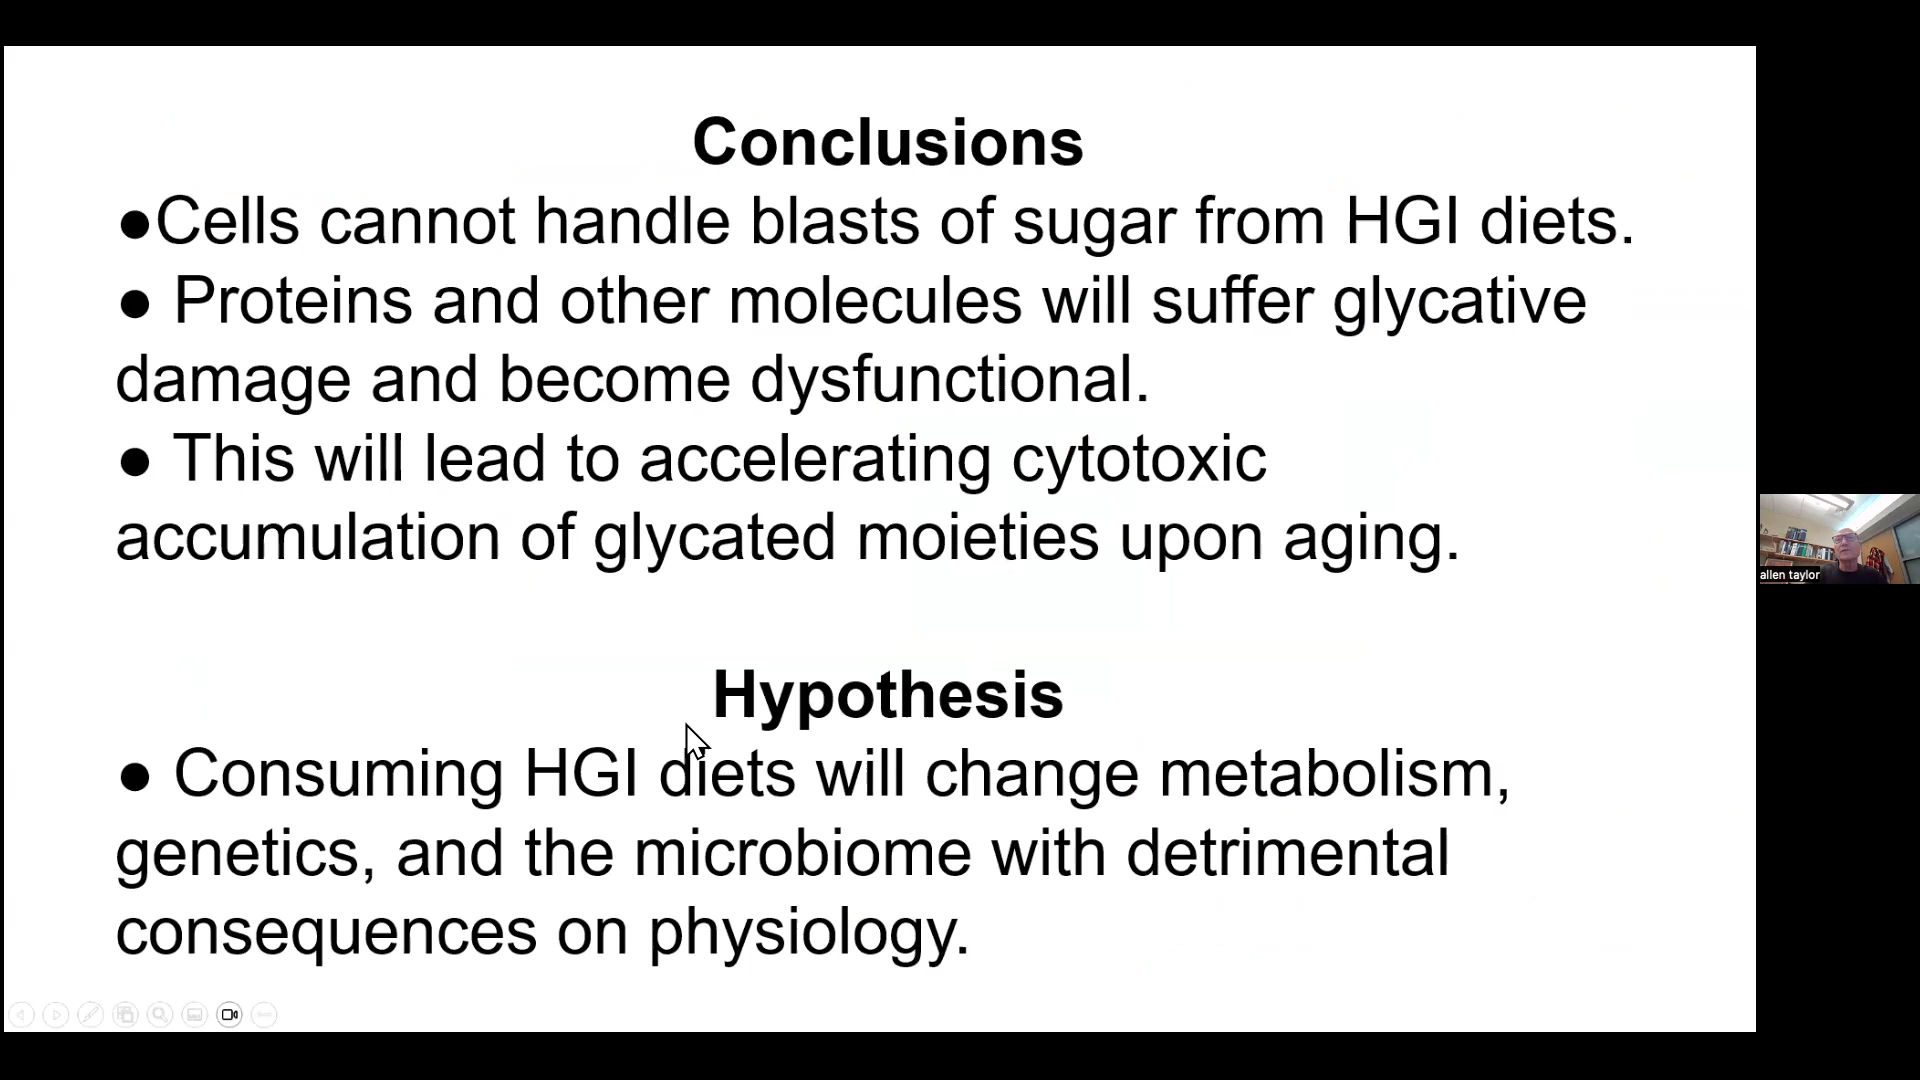 Conclusions
●Cells cannot handle blasts of sugar from HGI diets.
● Proteins and other molecules will suffer glycative
damage and become dysfunctional.
● This will lead to accelerating cytotoxic
accumulation of glycated moieties upon aging.
Hypothesis
● Consuming HGI diets will change metabolism,
genetics, and the microbiome with detrimental
consequences on physiology.
allen taylor